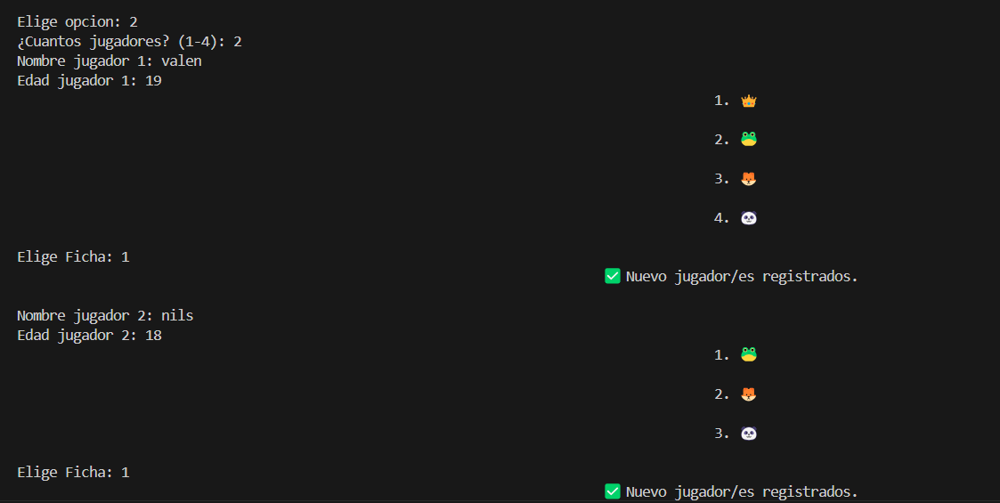 Elige opcion: 2
¿Cuantos jugadores? (1-4): 2
Nombre jugador 1: valen
Edad jugador 1: 19
1. 👑
2. 🐸
3. 🦊
4. 🐼
Elige Ficha: 1
✅ Nuevo jugador/es registrados.
Nombre jugador 2: nils
Edad jugador 2: 18
1. 🐸
2. 🦊
3. 🐼
Elige Ficha: 1
✅ Nuevo jugador/es registrados.